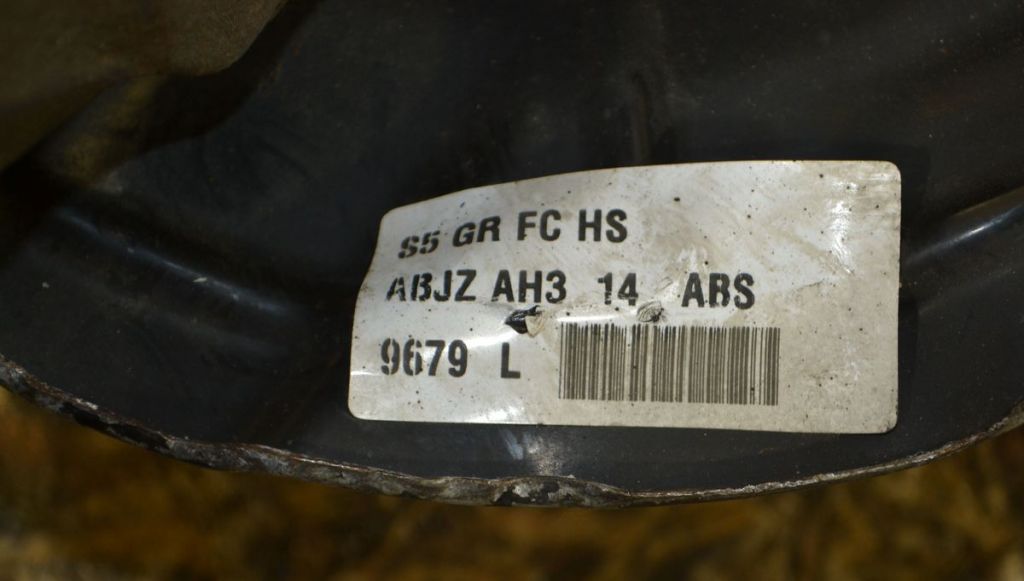 S5 GR FC HS
ABJZ AH3 14 ABS
9679 L